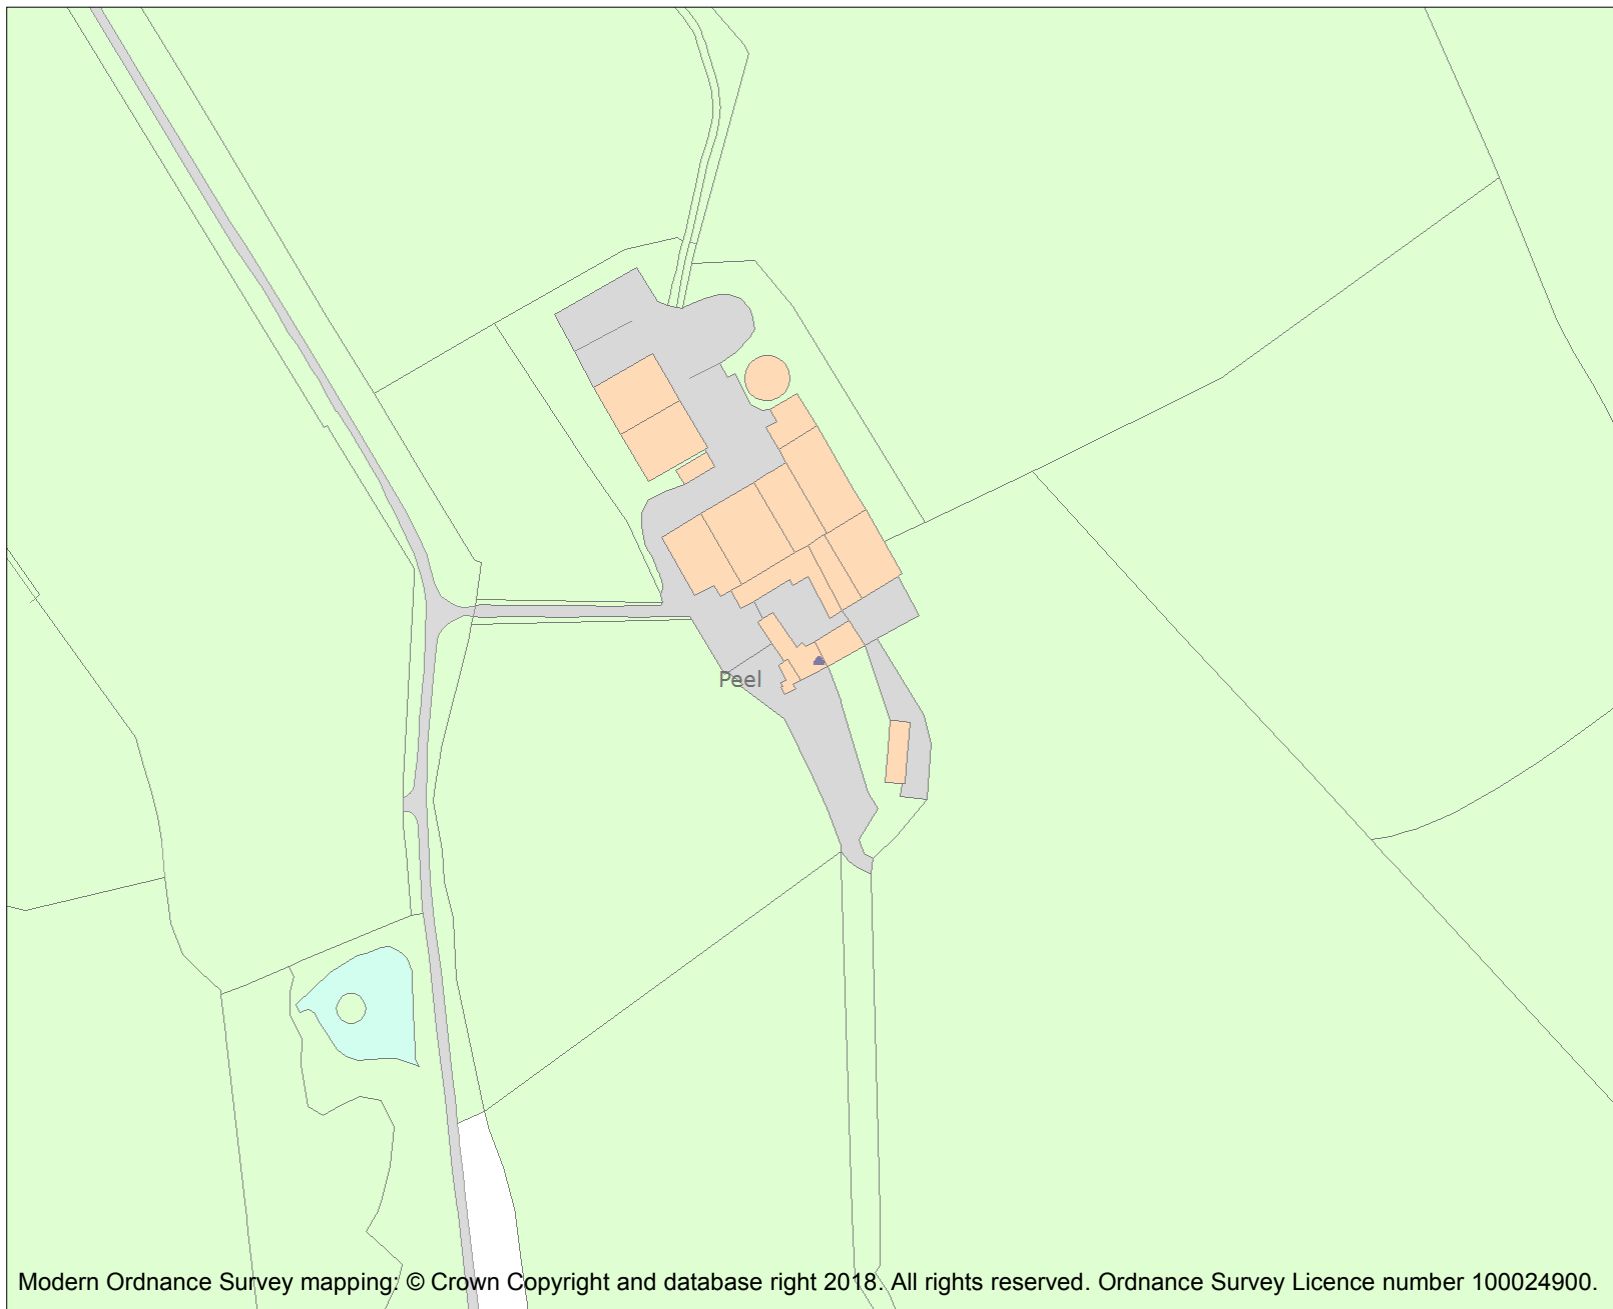 Peel
Modern Ordnance Survey mapping: © Crown Copyright and database right 2018. All rights reserved. Ordnance Survey Licence number 100024900.